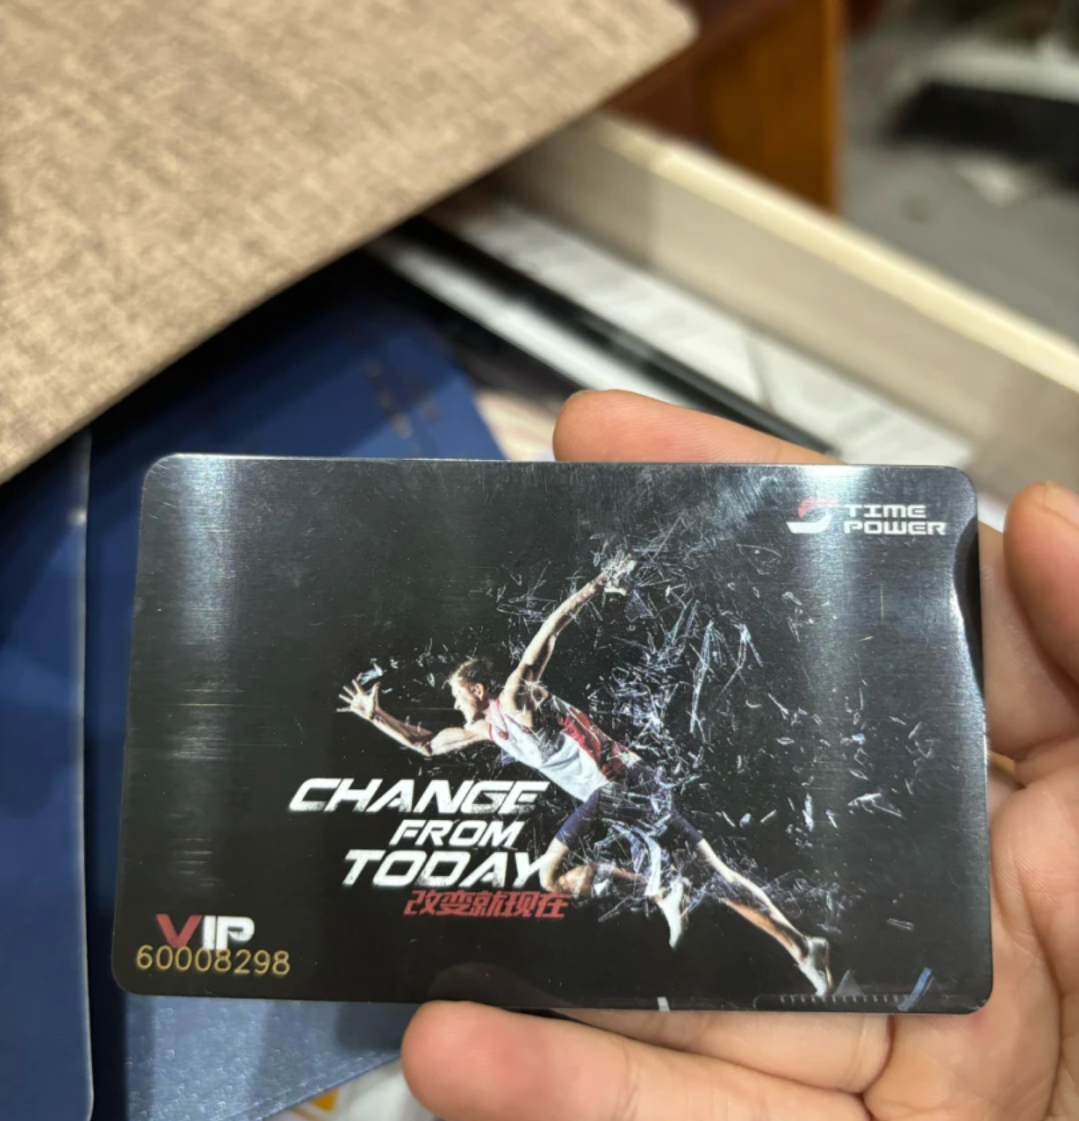 TIME
POWER
CHANGE
FROM
TODAY
改变就现在
VIP
60008298